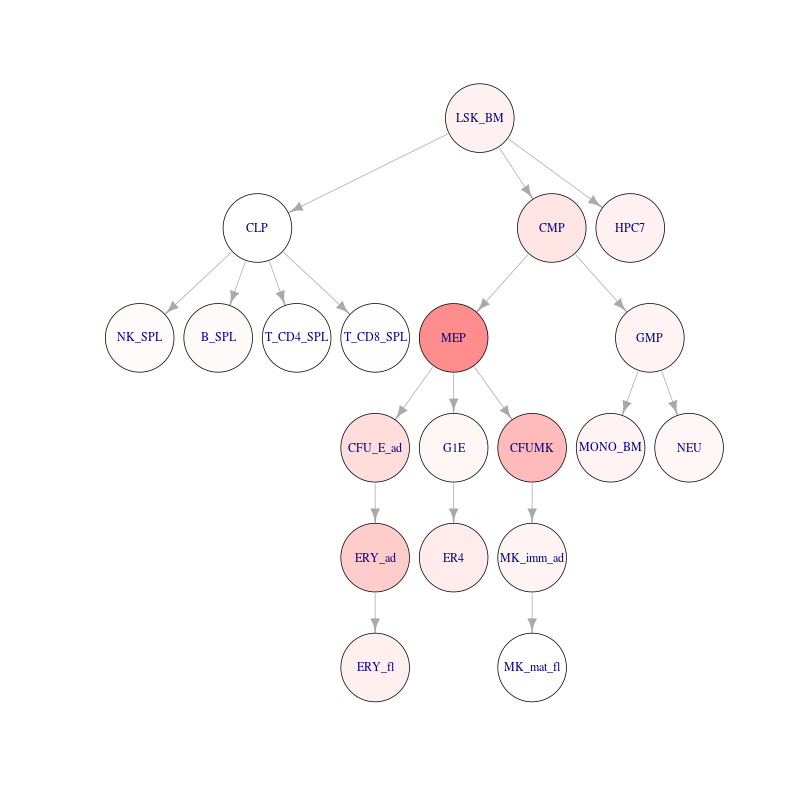 LSK_BM
CLP
CMP
HPC7
NK_SPL
B_SPL
T_CD4_SPL
T_CD8_SPL
MEP
GMP
CFU_E_ad
G1E
CFUMK
MONO_BM
NEU
ERY_ad
ER4
MK_imm_ad
ERY_fl
MK_mat_fl